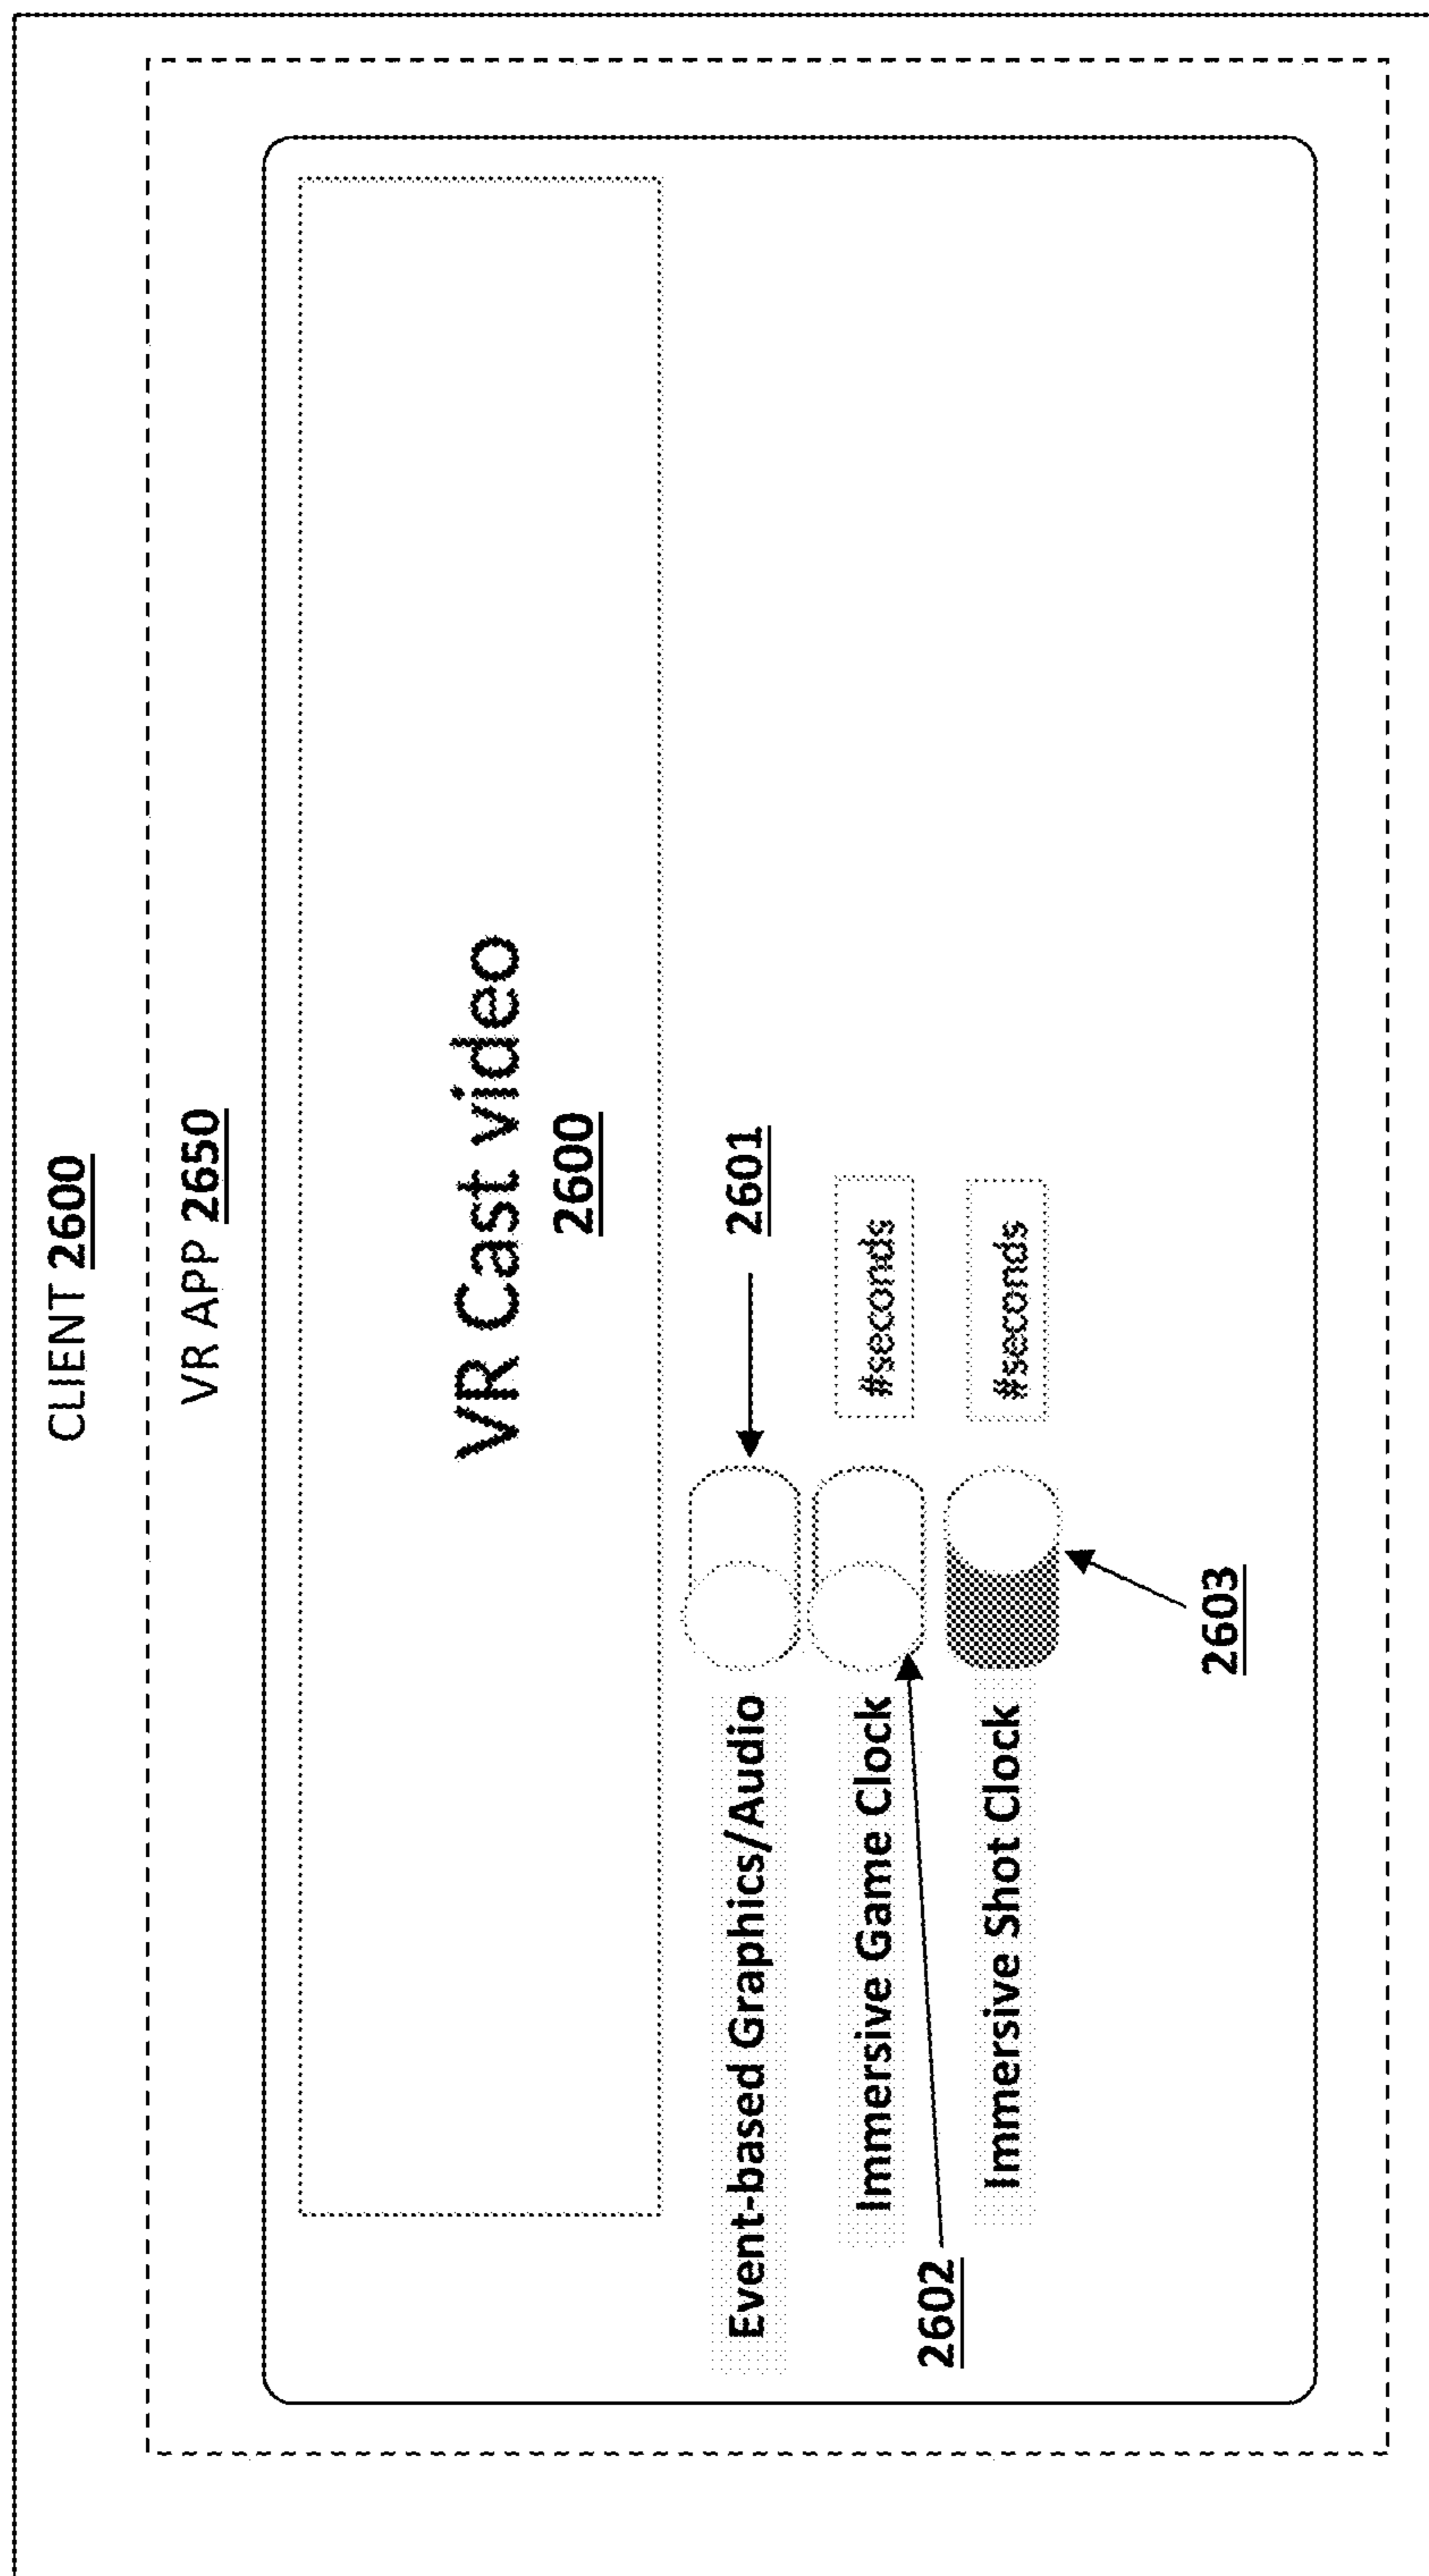 CLIENT 2600
VR APP 2650
VR Cast video
2600
2601
Event-based Graphics/Audio
Immersive Game Clock
#seconds
2602
Immersive Shot Clock
#seconds
2603